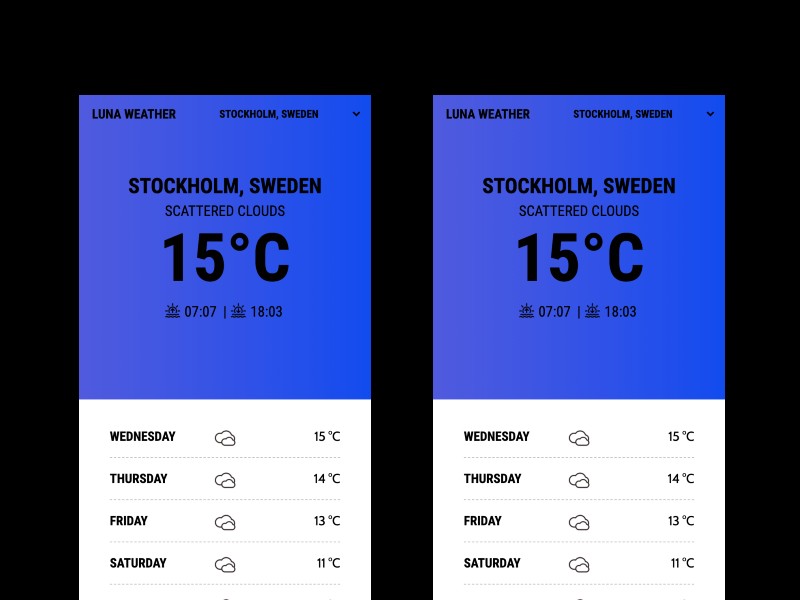 LUNA WEATHER STOCKHOLM, SWEDEN
STOCKHOLM, SWEDEN
SCATTERED CLOUDS
15°C
07:07 | 18:03
WEDNESDAY 15 °C
THURSDAY 14 °C
FRIDAY 13 °C
SATURDAY 11 °C
LUNA WEATHER STOCKHOLM, SWEDEN
STOCKHOLM, SWEDEN
SCATTERED CLOUDS
15°C
07:07 | 18:03
WEDNESDAY 15 °C
THURSDAY 14 °C
FRIDAY 13 °C
SATURDAY 11 °C